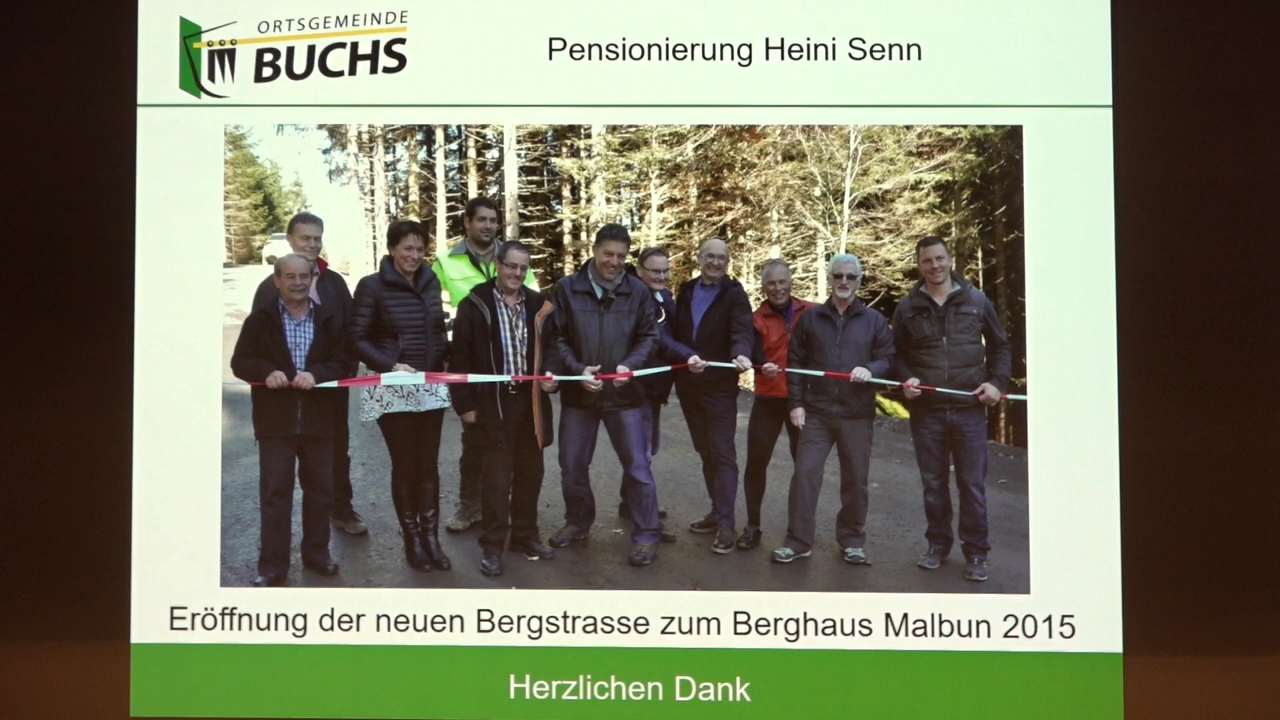 ORTSGEMEINDE
BUCHS
Pensionierung Heini Senn
Eröffnung der neuen Bergstrasse zum Berghaus Malbun 2015
Herzlichen Dank